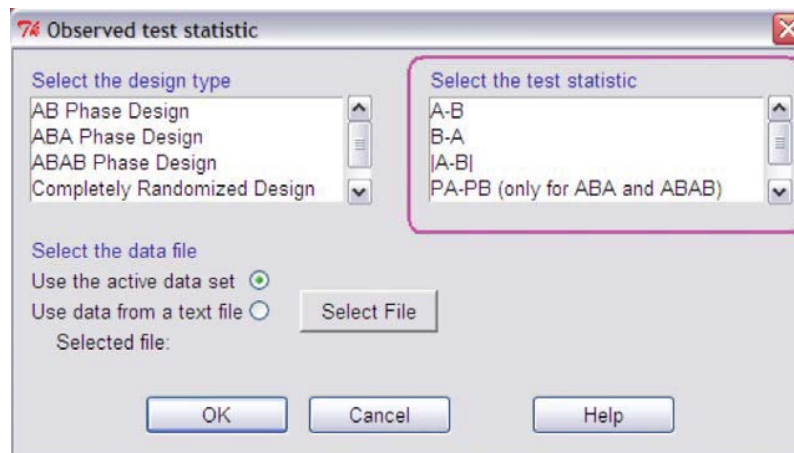 Observed test statistic
Select the design type
AB Phase Design
ABA Phase Design
ABAB Phase Design
Completely Randomized Design
Select the test statistic
A-B
B-A
|A-B|
PA-PB (only for ABA and ABAB)
Select the data file
Use the active data set
Use data from a text file
Select File
Selected file:
OK
Cancel
Help